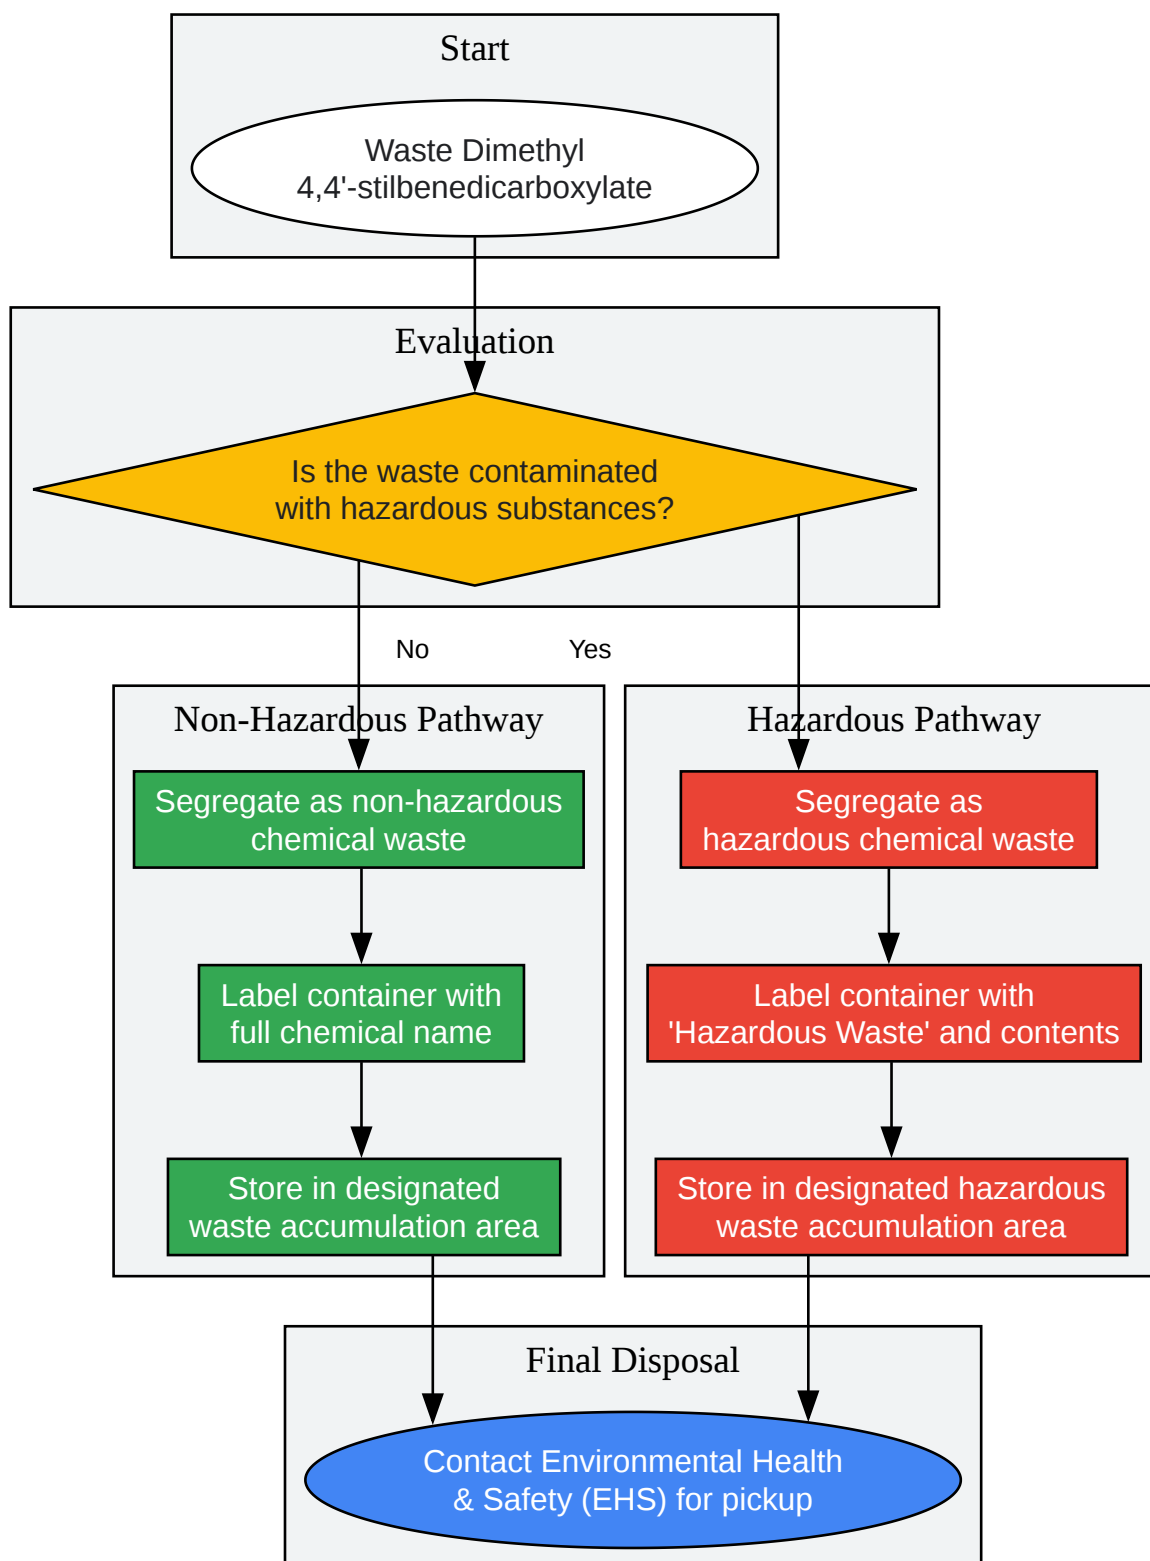 Start
Waste Dimethyl
4,4'-stilbenedicarboxylate
Evaluation
Is the waste contaminated
with hazardous substances?
No
Yes
Non-Hazardous Pathway
Segregate as non-hazardous
chemical waste
Label container with
full chemical name
Store in designated
waste accumulation area
Hazardous Pathway
Segregate as
hazardous chemical waste
Label container with
'Hazardous Waste' and contents
Store in designated hazardous
waste accumulation area
Final Disposal
Contact Environmental Health
& Safety (EHS) for pickup